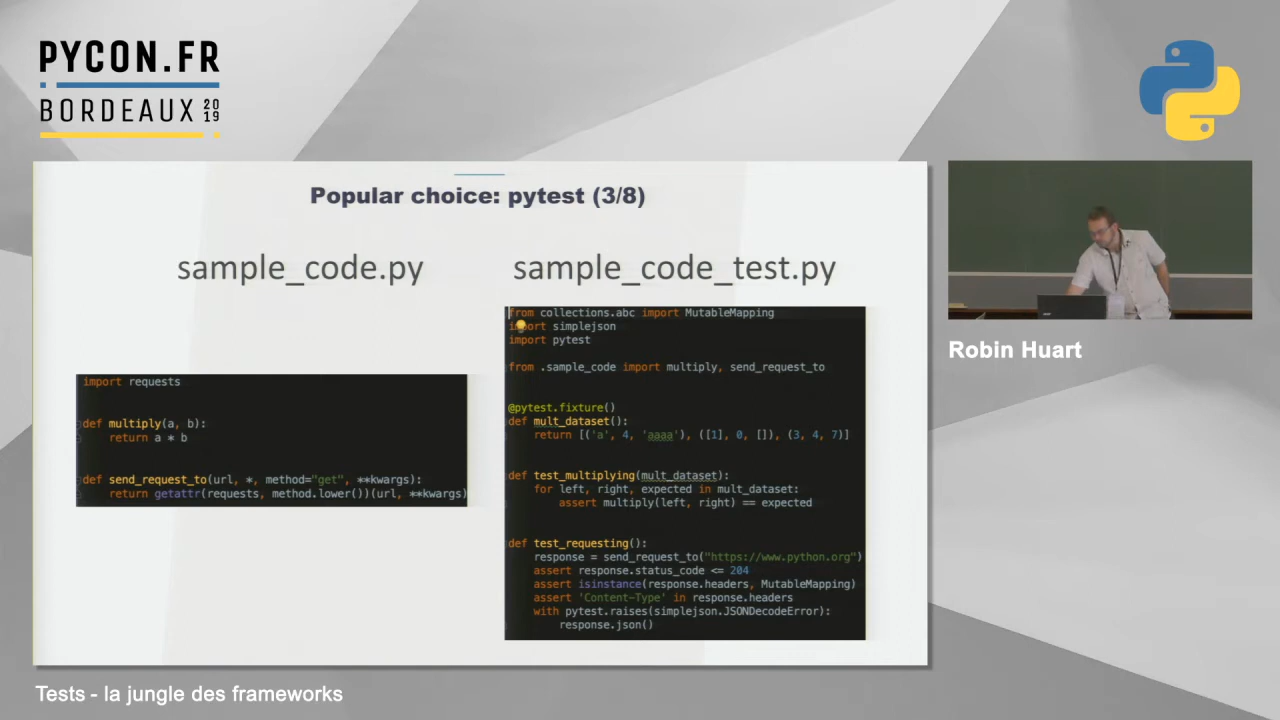 PYCON.FR
BORDEAUX 2019
Popular choice: pytest (3/8)
sample_code.py
import requests
def multiply(a, b):
return a * b
def send_request_to(url, *, method="get", **kwargs):
return getattr(requests, method.lower())(url, **kwargs)
sample_code_test.py
from collections.abc import MutableMapping
import simplejson
import pytest
from .sample_code import multiply, send_request_to
@pytest.fixture()
def mult_dataset():
return [('a', 4, 'aaaa'), ([1], 0, []), (3, 4, 7)]
def test_multiplying(mult_dataset):
for left, right, expected in mult_dataset:
assert multiply(left, right) == expected
def test_requesting():
response = send_request_to("https://www.python.org")
assert response.status_code <= 204
assert isinstance(response.headers, MutableMapping)
assert 'Content-Type' in response.headers
with pytest.raises(simplejson.JSONDecodeError):
response.json()
Robin Huart
Tests - la jungle des frameworks